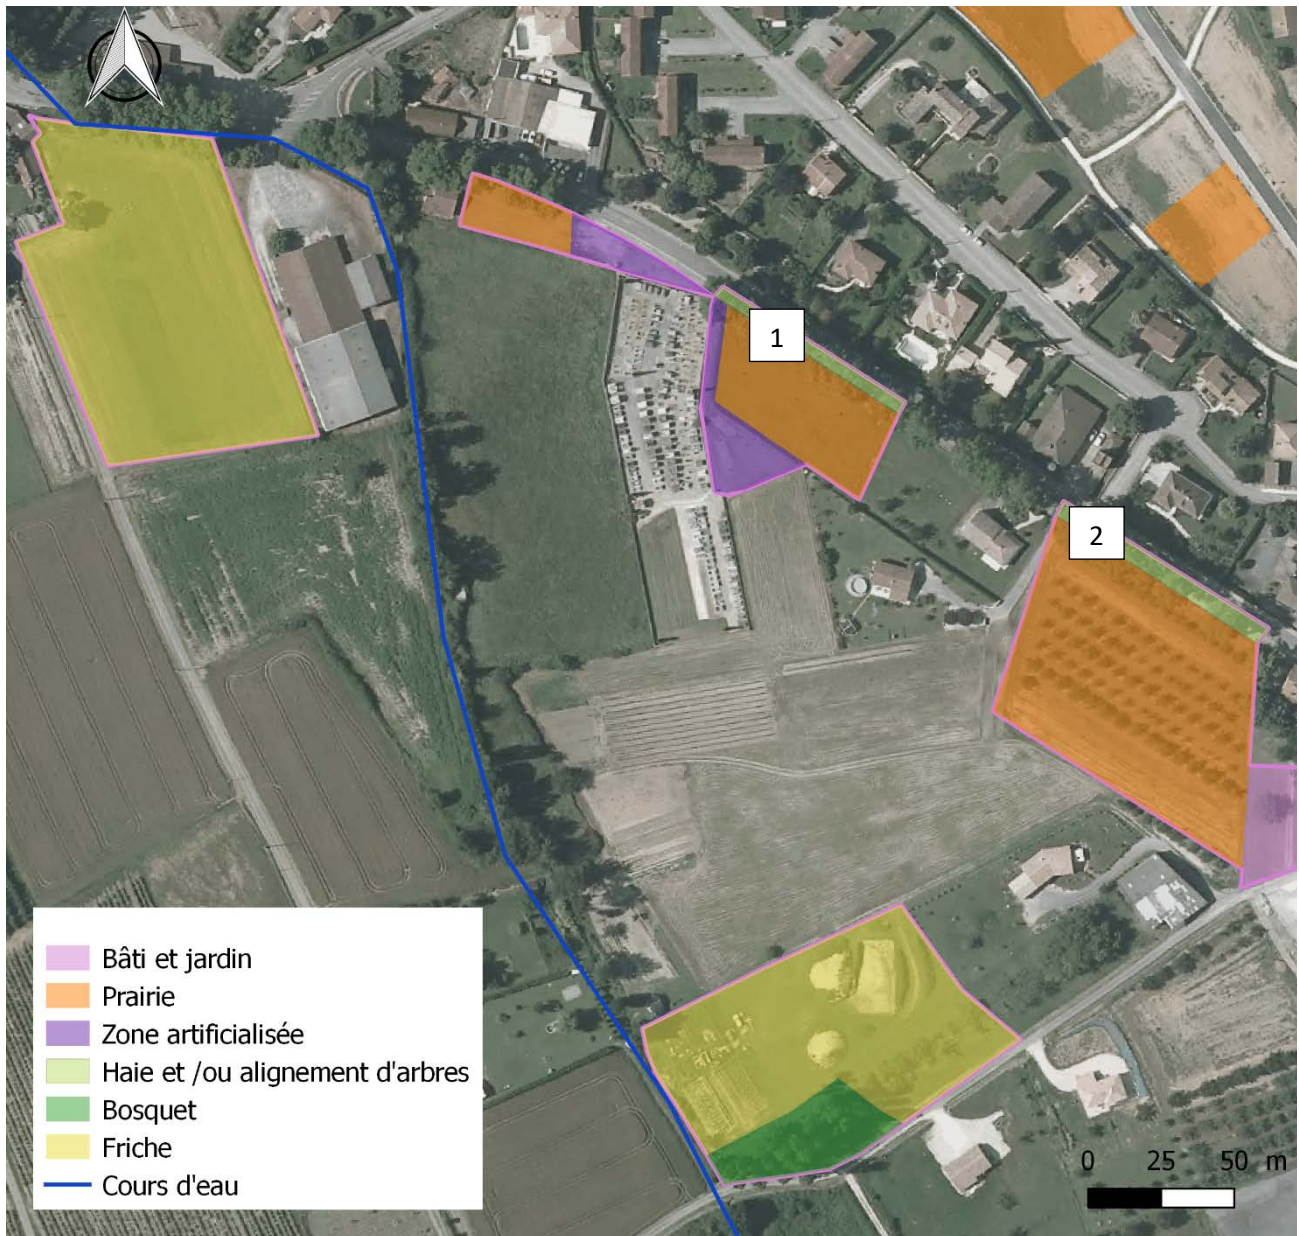 1
2
Bâti et jardin
Prairie
Zone artificialisée
Haie et /ou alignement d'arbres
Bosquet
Friche
Cours d'eau
0 25 50 m